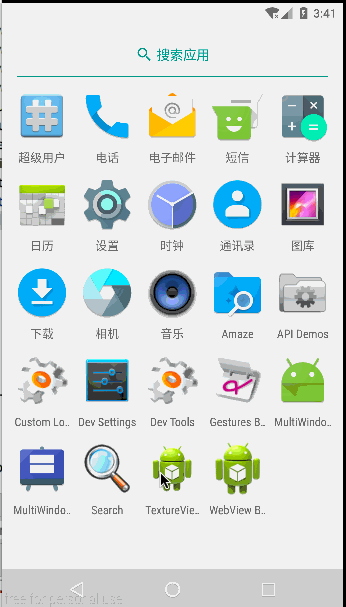 3:41
搜索应用
超级用户 电话 电子邮件 短信 计算器
日历 设置 时钟 通讯录 图库
下载 相机 音乐 Amaze API Demos
Custom Lo.. Dev Settings Dev Tools Gestures B.. MultiWindo..
MultiWindo.. Search TextureVie.. WebView B..
free for personal use